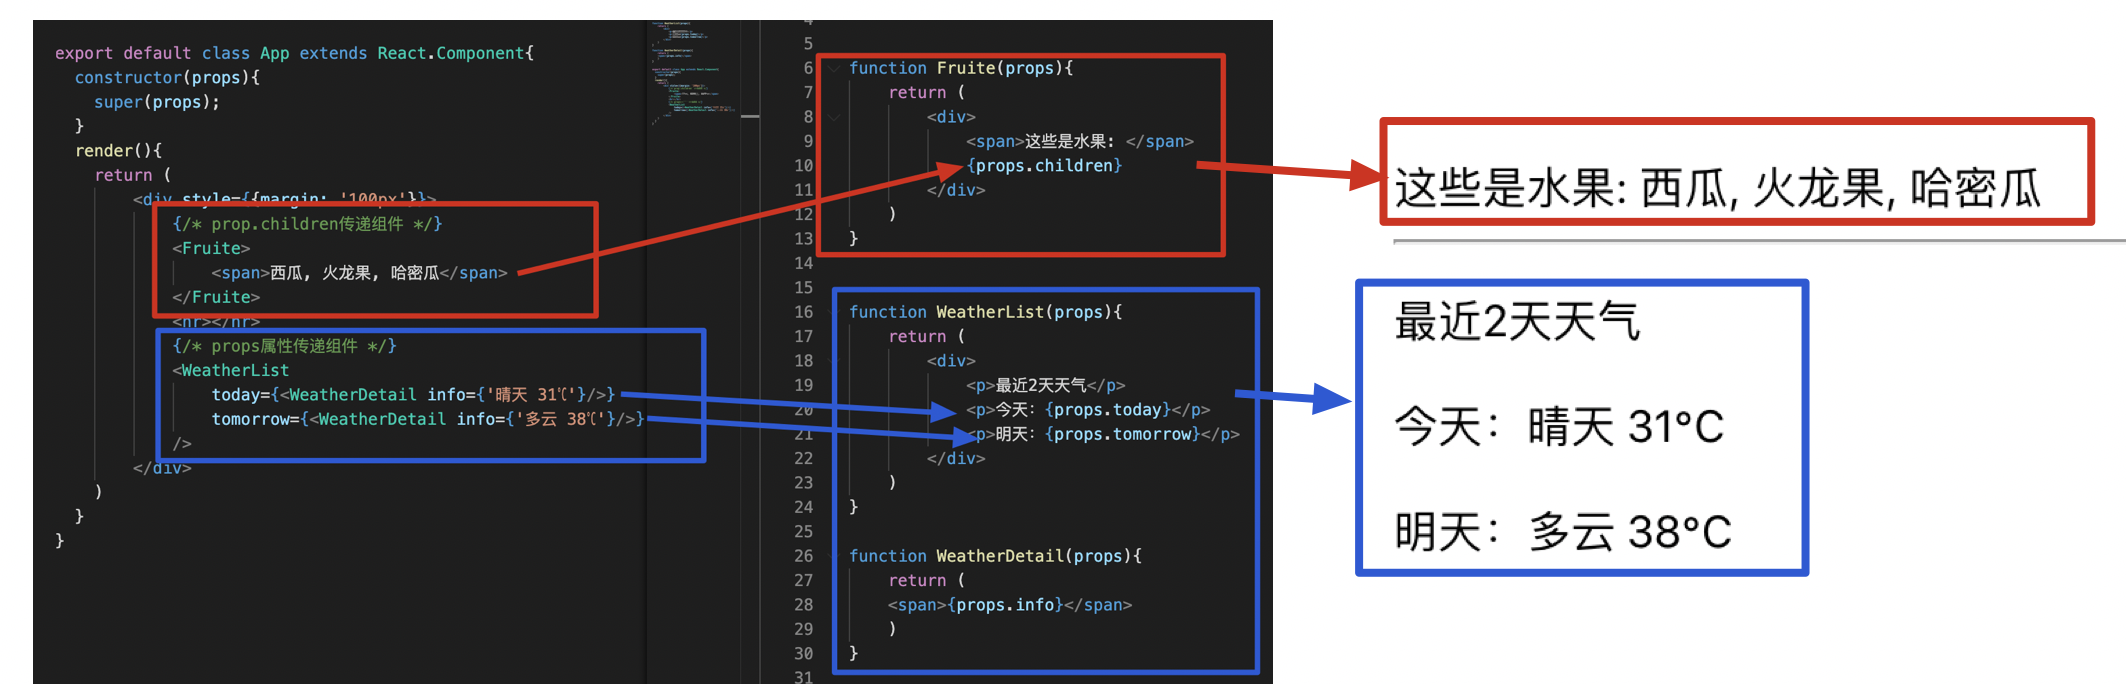 export default class App extends React.Component{
constructor(props){
super(props);
}
render(){
return (
<div style={{margin: '100px'}}>
{/* prop.children传递组件 */}
<Fruite>
<span>西瓜, 火龙果, 哈密瓜</span>
</Fruite>
<hr></hr>
{/* props属性传递组件 */}
<WeatherList
today={<WeatherDetail info={'晴天 31℃'}/>}
tomorrow={<WeatherDetail info={'多云 38℃'}/>}
/>
</div>
)
}
}
4
5
6 function Fruite(props){
7 return (
8 <div>
9 <span>这些是水果: </span>
10 {props.children}
11 </div>
12 )
13 }
14
15
16 function WeatherList(props){
17 return (
18 <div>
19 <p>最近2天天气</p>
20 <p>今天: {props.today}</p>
21 <p>明天: {props.tomorrow}</p>
22 </div>
23 )
24 }
25
26 function WeatherDetail(props){
27 return (
28 <span>{props.info}</span>
29 )
30 }
31
这些是水果: 西瓜, 火龙果, 哈密瓜
最近2天天气
今天: 晴天 31°C
明天: 多云 38°C